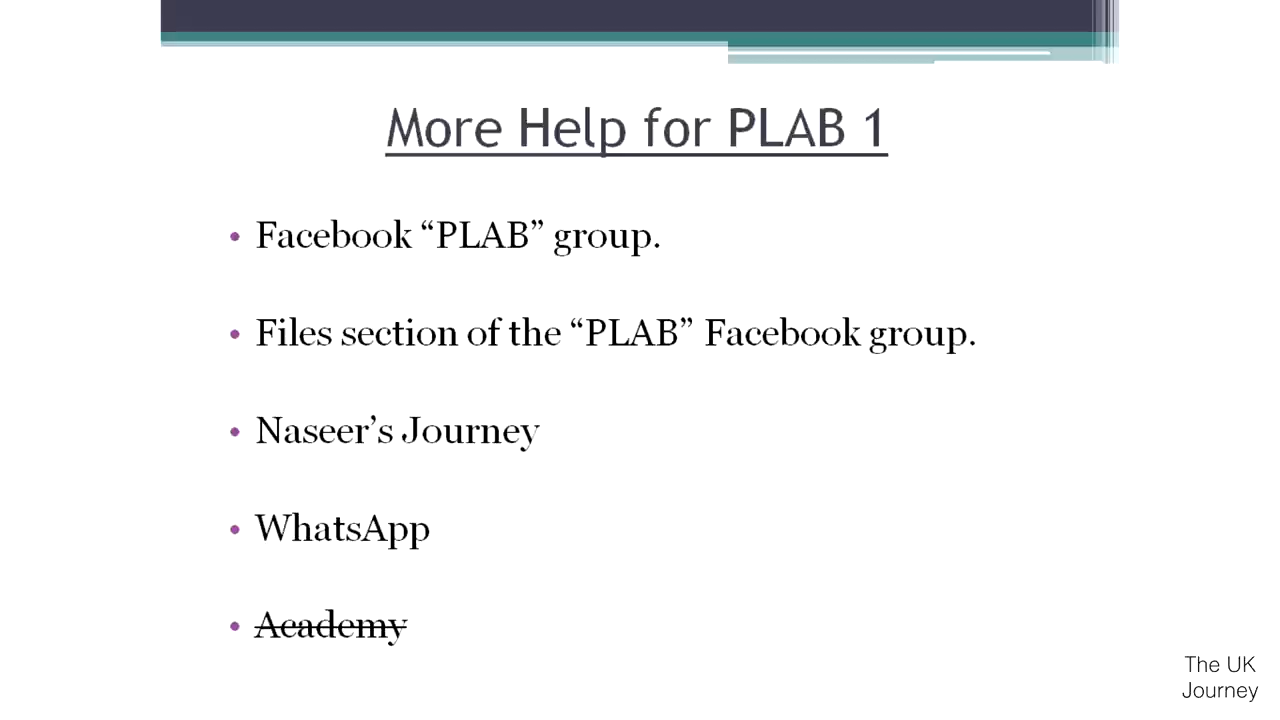 More Help for PLAB 1
• Facebook “PLAB” group.
• Files section of the “PLAB” Facebook group.
• Naseer’s Journey
• WhatsApp
• Academy
The UK
Journey